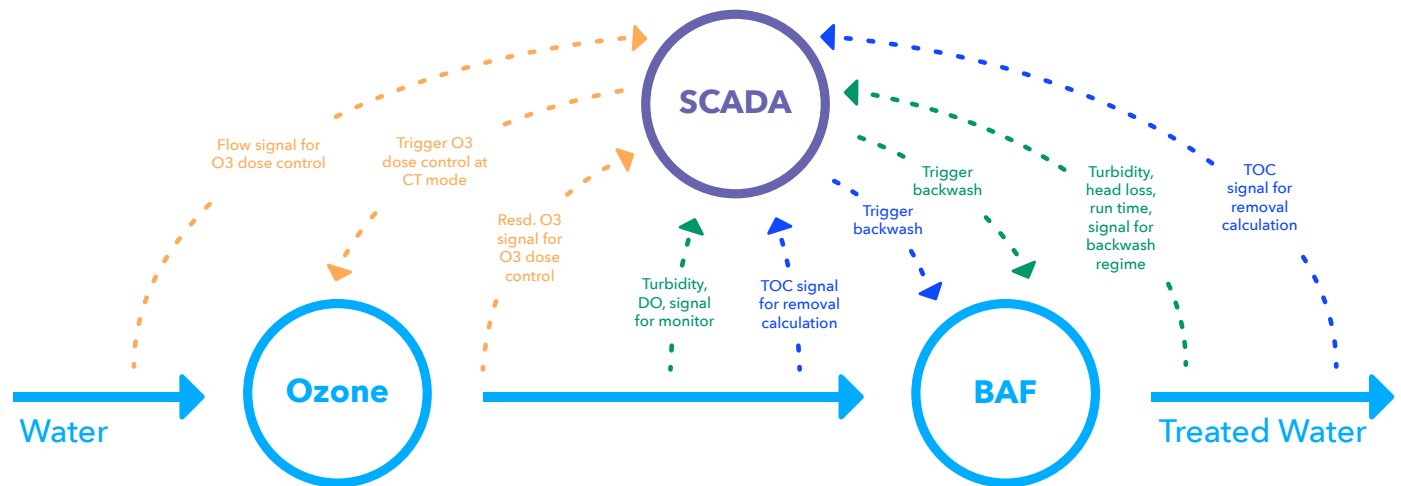 SCADA
Flow signal for
O3 dose control
Trigger O3
dose control at
CT mode
Resd. O3
signal for
O3 dose
control
Turbidity,
DO, signal
for monitor
TOC signal
for removal
calculation
Trigger
backwash
Trigger
backwash
Turbidity,
head loss,
run time,
signal for
backwash
regime
TOC
signal for
removal
calculation
Ozone
BAF
Water
Treated Water